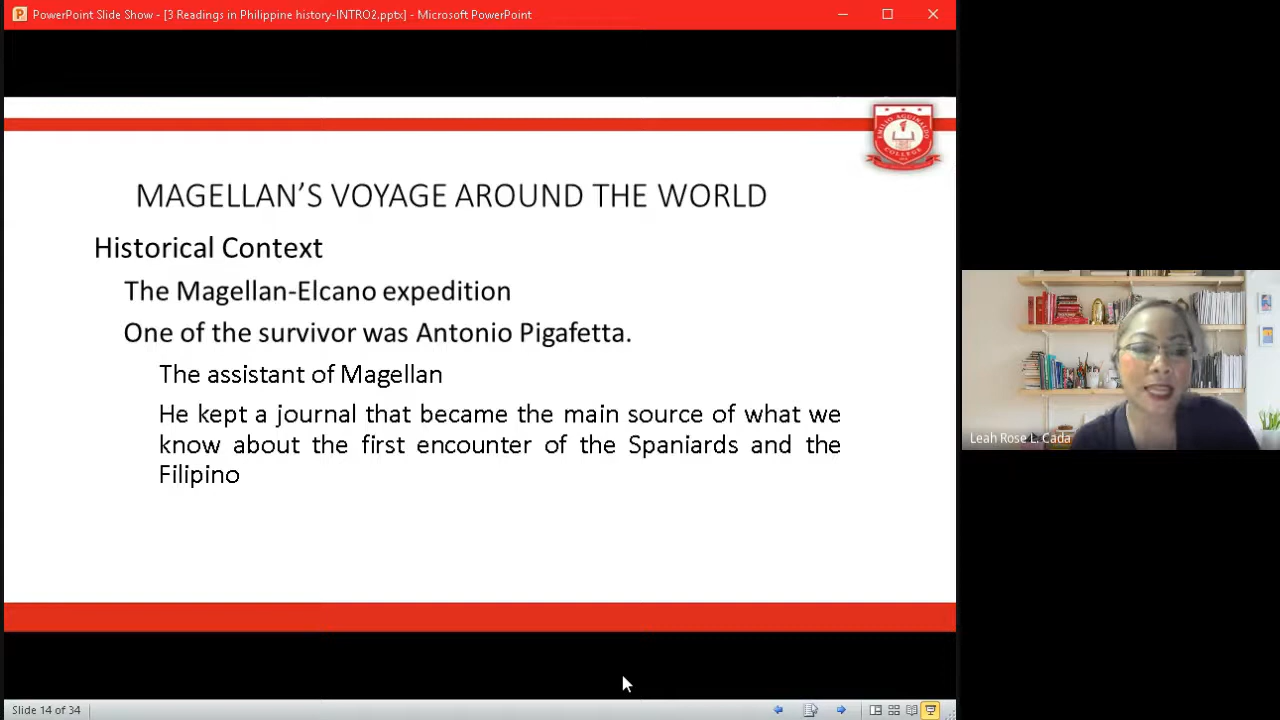 PowerPoint Slide Show - [3 Readings in Philippine history-INTRO2.pptx] - Microsoft PowerPoint
EMILIO AGUINALDO
COLLEGE
MAGELLAN’S VOYAGE AROUND THE WORLD
Historical Context
The Magellan-Elcano expedition
One of the survivor was Antonio Pigafetta.
The assistant of Magellan
He kept a journal that became the main source of what we
know about the first encounter of the Spaniards and the
Filipino
Leah Rose L. Cada
Slide 14 of 34